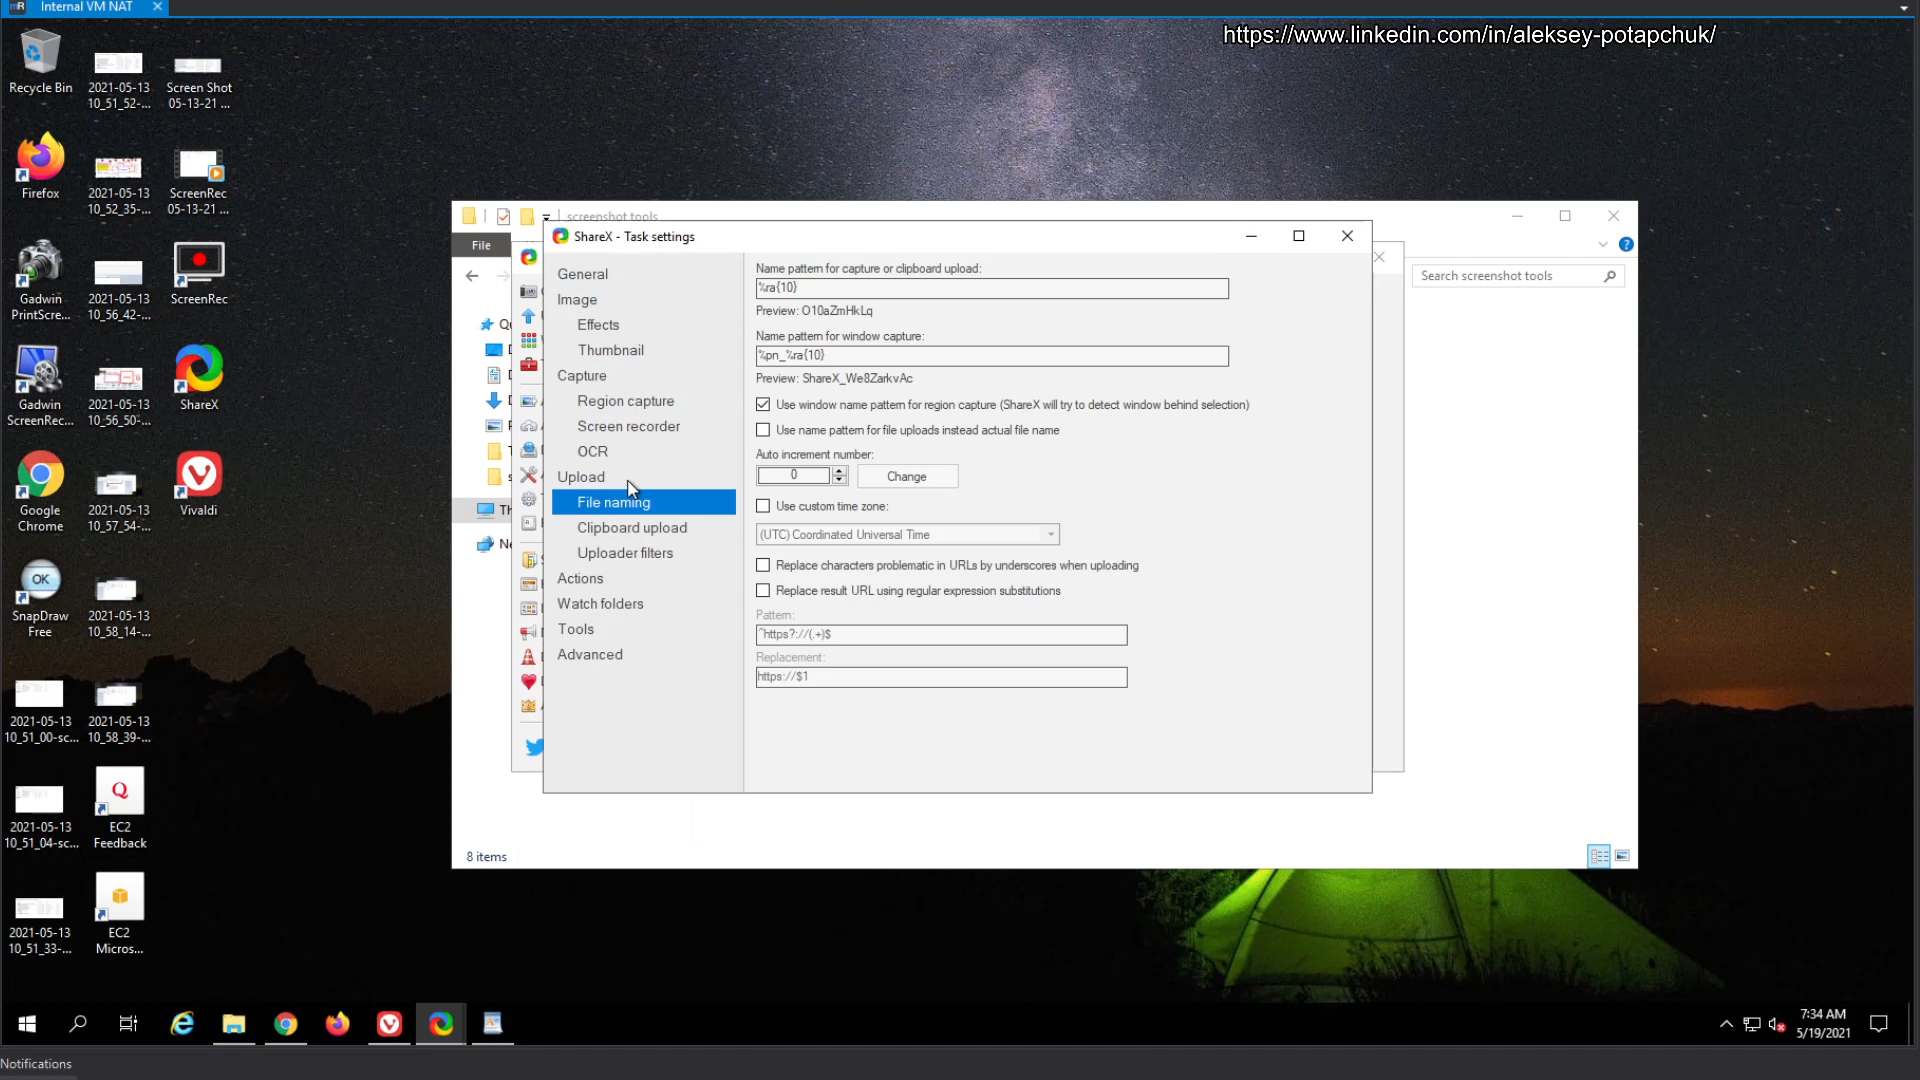 Internal VM NAT
https://www.linkedin.com/in/aleksey-potapchuk/
Recycle Bin
2021-05-13
10_51_52-...
Screen Shot
05-13-21 ...
Firefox
2021-05-13
10_52_35-...
ScreenRec
05-13-21 ...
Gadwin
PrintScre...
2021-05-13
10_56_42-...
ScreenRec
Gadwin
ScreenRec...
2021-05-13
10_56_50-...
ShareX
Google
Chrome
2021-05-13
10_57_54-...
Vivaldi
OK
SnapDraw
Free
2021-05-13
10_58_14-...
2021-05-13
10_51_00-sc...
2021-05-13
10_58_39-...
2021-05-13
10_51_04-sc...
EC2
Feedback
2021-05-13
10_51_33-...
EC2
Micros...
screenshot tools
File
Search screenshot tools
8 items
ShareX - Task settings
General
Image
Effects
Thumbnail
Capture
Region capture
Screen recorder
OCR
Upload
File naming
Clipboard upload
Uploader filters
Actions
Watch folders
Tools
Advanced
Name pattern for capture or clipboard upload:
%ra{10}
Preview: O10aZmHkLq
Name pattern for window capture:
%pn_%ra{10}
Preview: ShareX_We8ZarkvAc
Use window name pattern for region capture (ShareX will try to detect window behind selection)
Use name pattern for file uploads instead actual file name
Auto increment number:
0
Change
Use custom time zone:
(UTC) Coordinated Universal Time
Replace characters problematic in URLs by underscores when uploading
Replace result URL using regular expression substitutions
Pattern:
^https?://(.+)$
Replacement:
https://$1
7:34 AM
5/19/2021
Notifications